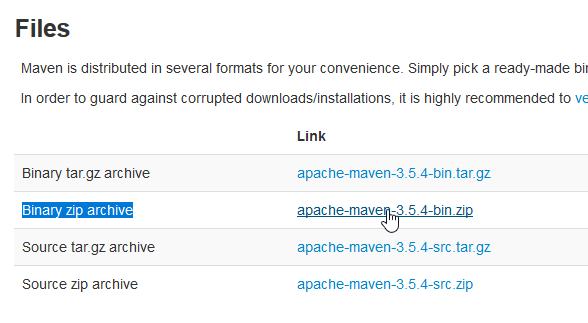 Files
Maven is distributed in several formats for your convenience. Simply pick a ready-made
In order to guard against corrupted downloads/installations, it is highly recommended to
Link
Binary tar.gz archive apache-maven-3.5.4-bin.tar.gz
Binary zip archive apache-maven-3.5.4-bin.zip
Source tar.gz archive apache-maven-3.5.4-src.tar.gz
Source zip archive apache-maven-3.5.4-src.zip